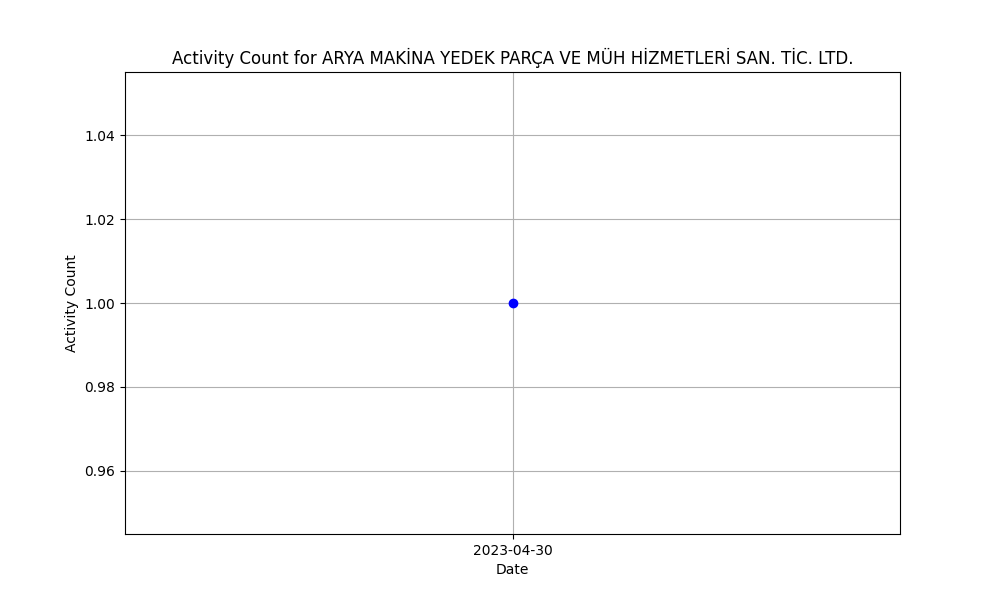 Activity Count for ARYA MAKİNA YEDEK PARÇA VE MÜH HİZMETLERİ SAN. TİC. LTD.
1.04
1.02
1.00
0.98
0.96
Activity Count
2023-04-30
Date